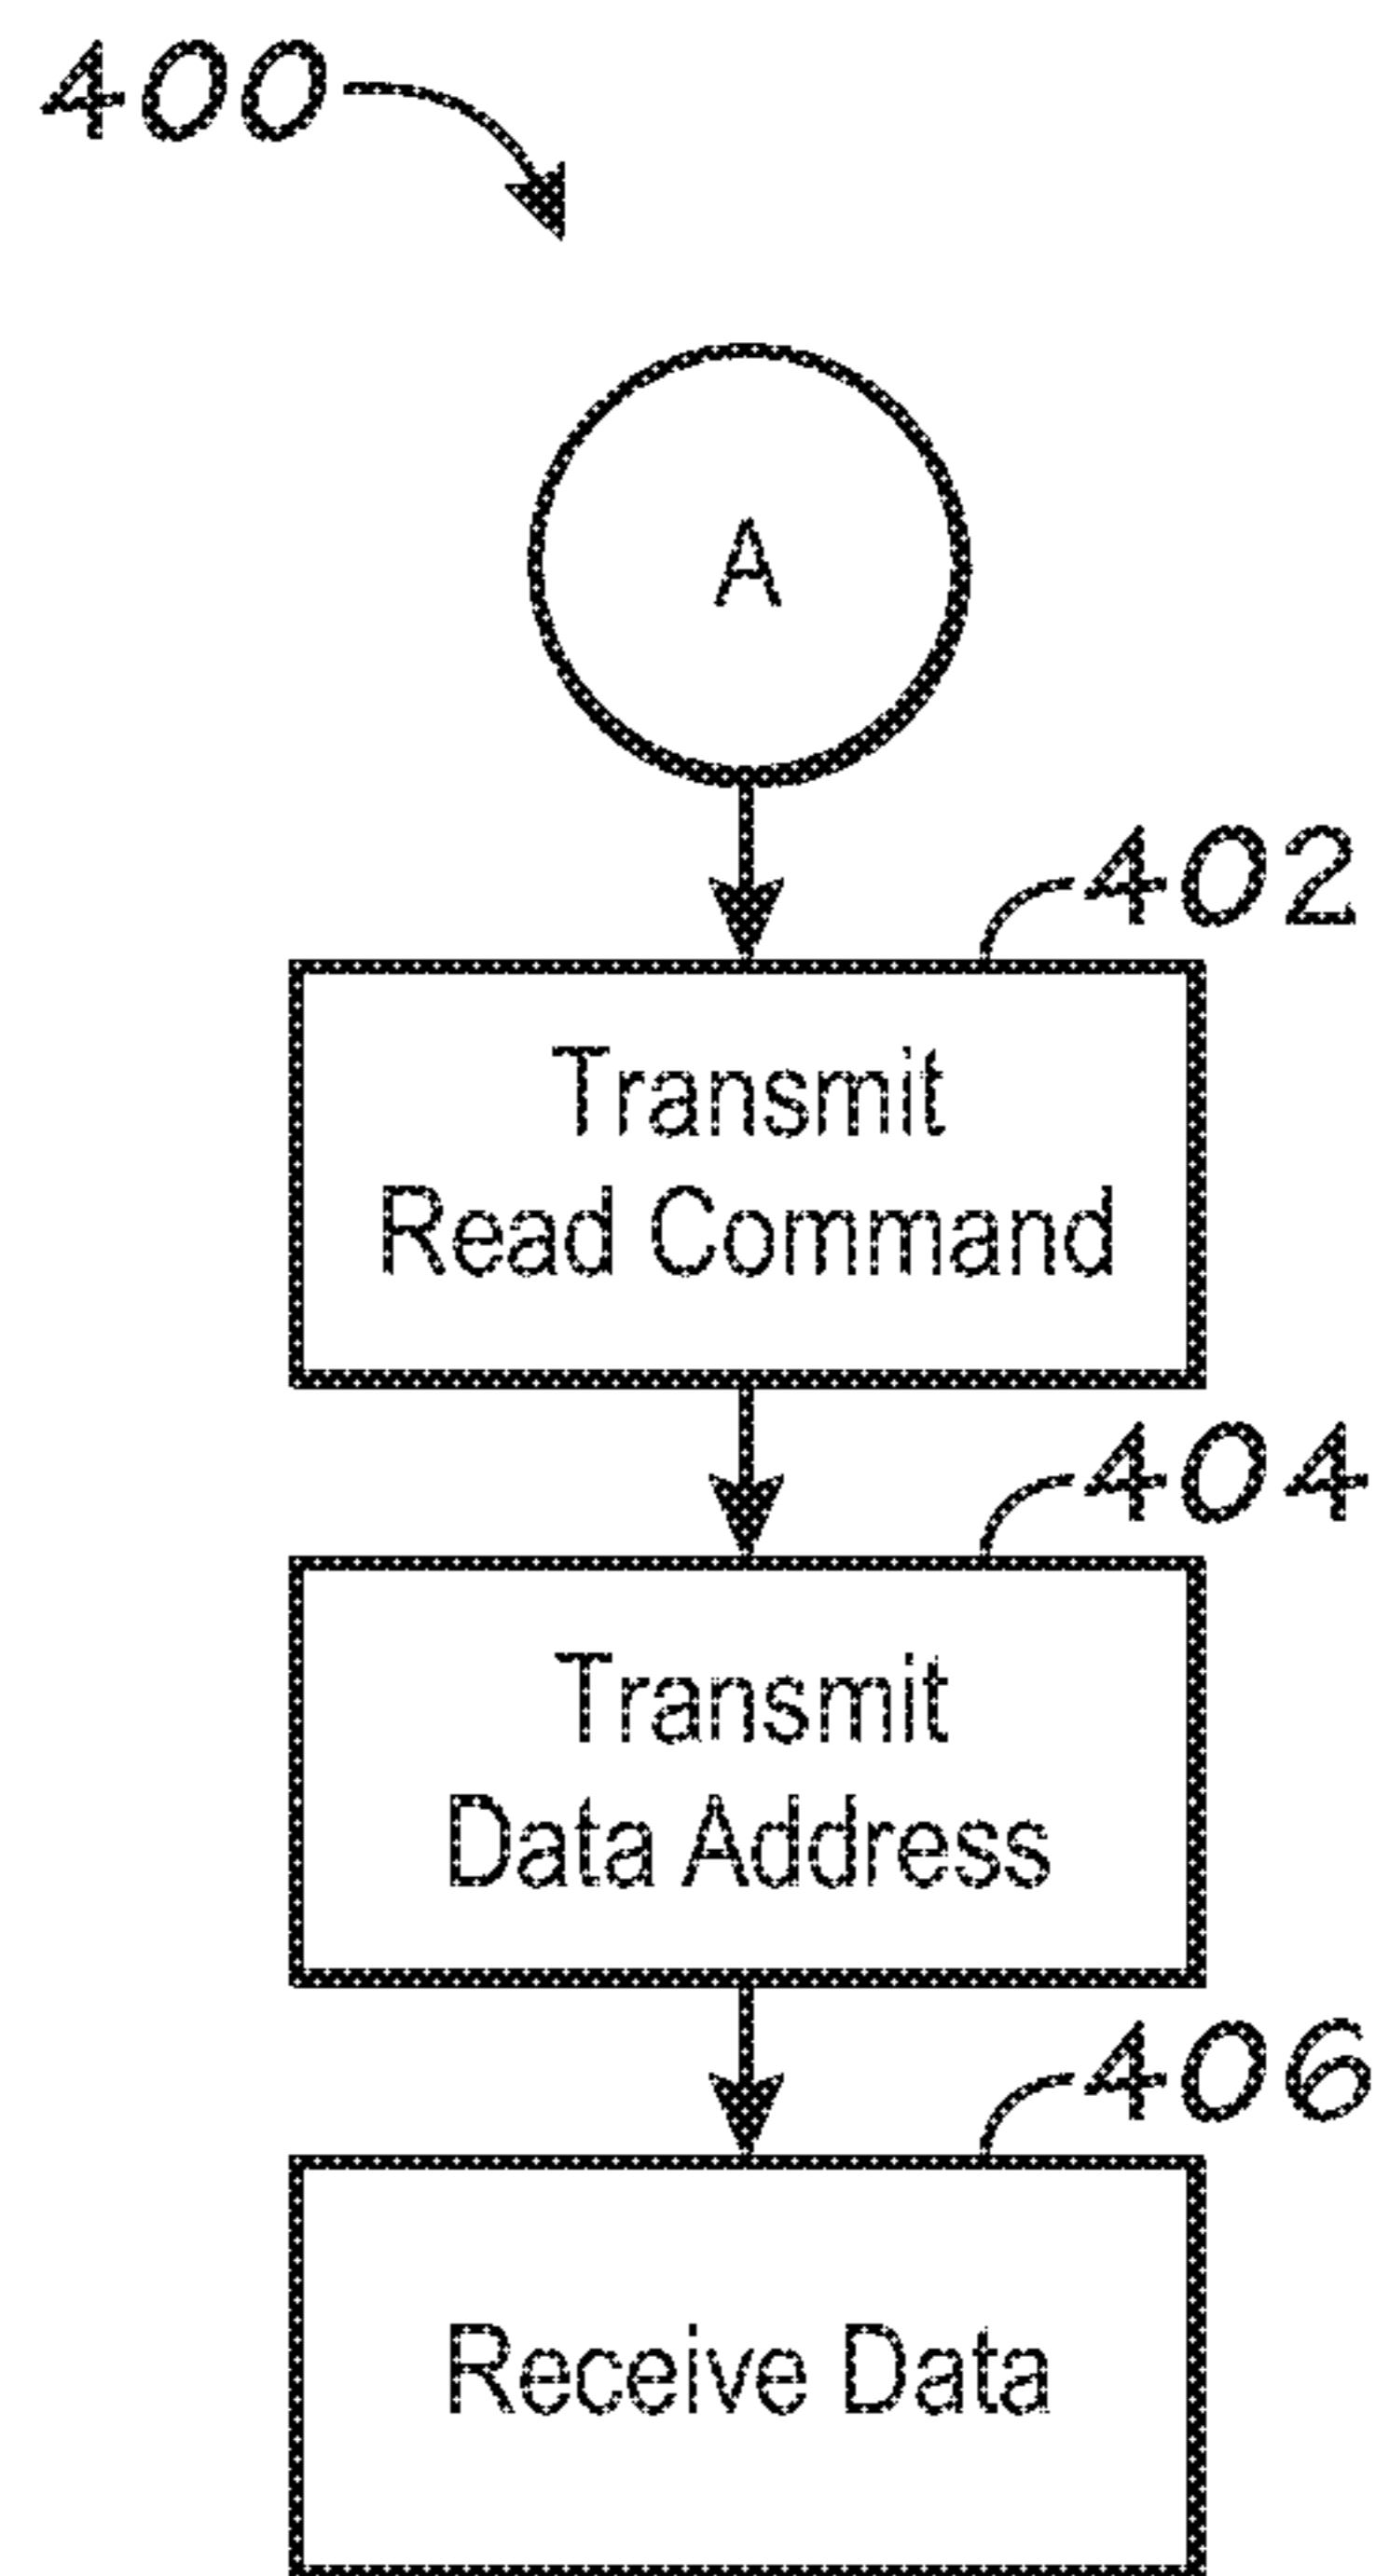 400
A
402
Transmit
Read Command
404
Transmit
Data Address
406
Receive Data